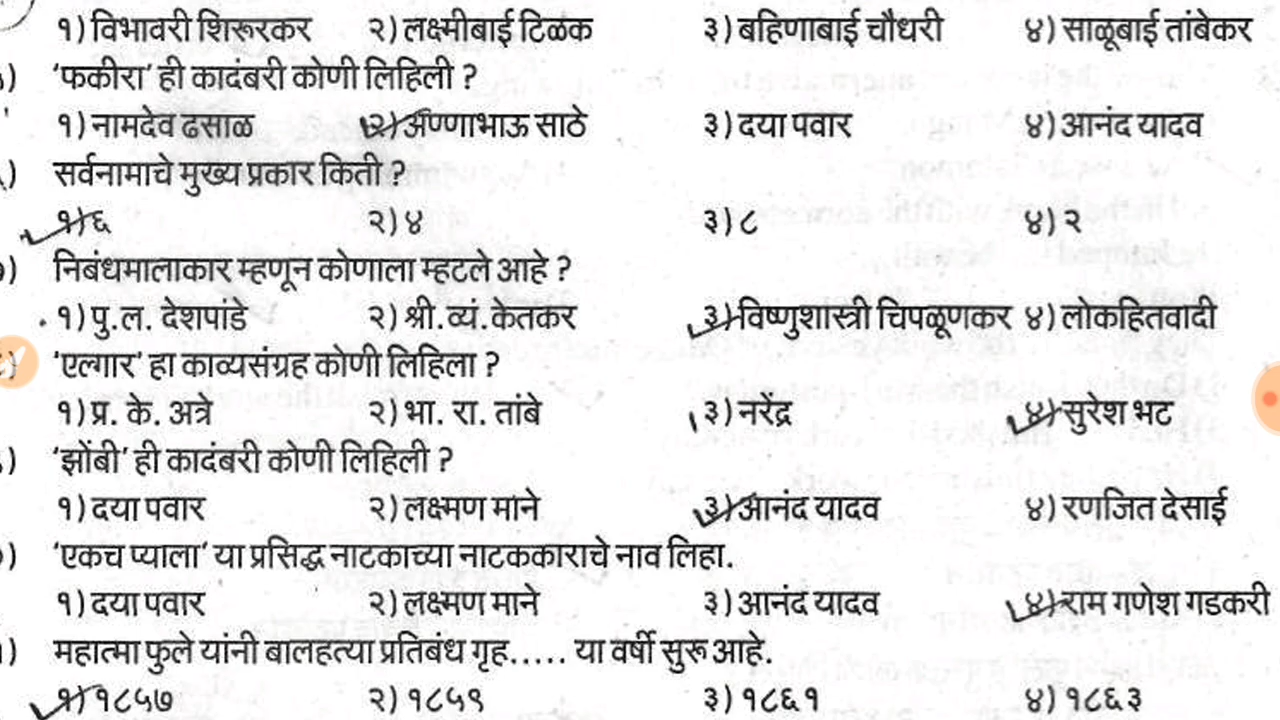 १) विभावरी शिरूरकर २) लक्ष्मीबाई टिळक ३) बहिणाबाई चौधरी ४) साळूबाई तांबेकर
) 'फकीरा' ही कादंबरी कोणी लिहिली ?
१) नामदेव ढसाळ २) अण्णाभाऊ साठे ३) दया पवार ४) आनंद यादव
) सर्वनामाचे मुख्य प्रकार किती ?
१) ६ २) ४ ३) ८ ४) २
) निबंधमालाकार म्हणून कोणाला म्हटले आहे ?
१) पु.ल. देशपांडे २) श्री.व्यं.केतकर ३) विष्णुशास्त्री चिपळूणकर ४) लोकहितवादी
) 'एल्गार' हा काव्यसंग्रह कोणी लिहिला ?
१) प्र. के. अत्रे २) भा. रा. तांबे ३) नरेंद्र ४) सुरेश भट
) 'झोंबी' ही कादंबरी कोणी लिहिली ?
१) दया पवार २) लक्ष्मण माने ३) आनंद यादव ४) रणजित देसाई
) 'एकच प्याला' या प्रसिद्ध नाटकाच्या नाटककाराचे नाव लिहा.
१) दया पवार २) लक्ष्मण माने ३) आनंद यादव ४) राम गणेश गडकरी
) महात्मा फुले यांनी बालहत्या प्रतिबंध गृह..... या वर्षी सुरू आहे.
१) १८५७ २) १८५९ ३) १८६१ ४) १८६३